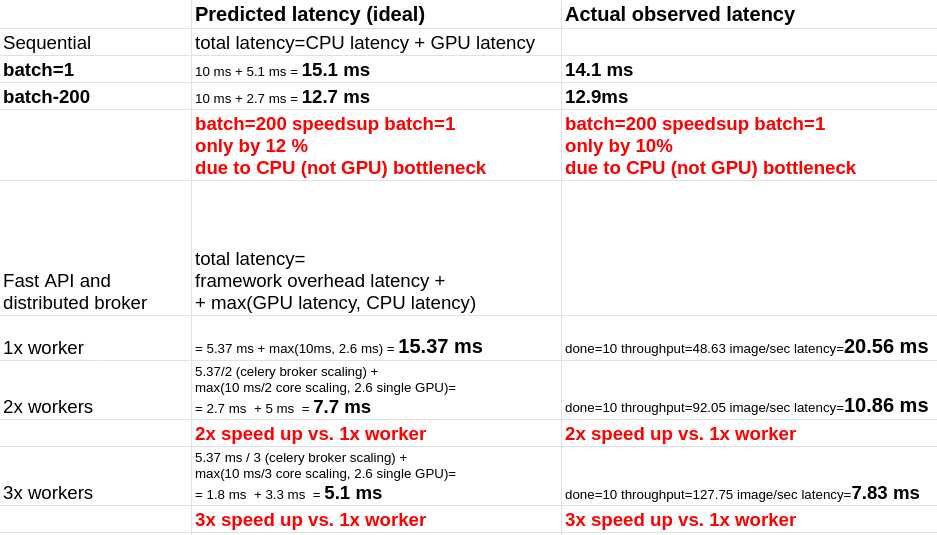 Predicted latency (ideal) Actual observed latency
Sequential total latency=CPU latency + GPU latency
batch=1 10 ms + 5.1 ms = 15.1 ms 14.1 ms
batch-200 10 ms + 2.7 ms = 12.7 ms 12.9ms
batch=200 speedsup batch=1
only by 12 %
due to CPU (not GPU) bottleneck
batch=200 speedsup batch=1
only by 10%
due to CPU (not GPU) bottleneck
Fast API and
distributed broker
total latency=
framework overhead latency +
+ max(GPU latency, CPU latency)
1x worker = 5.37 ms + max(10ms, 2.6 ms) = 15.37 ms done=10 throughput=48.63 image/sec latency=20.56 ms
2x workers
5.37/2 (celery broker scaling) +
max(10 ms/2 core scaling, 2.6 single GPU)=
= 2.7 ms + 5 ms = 7.7 ms
done=10 throughput=92.05 image/sec latency=10.86 ms
2x speed up vs. 1x worker 2x speed up vs. 1x worker
3x workers
5.37 ms / 3 (celery broker scaling) +
max(10 ms/3 core scaling, 2.6 single GPU)=
= 1.8 ms + 3.3 ms = 5.1 ms
done=10 throughput=127.75 image/sec latency=7.83 ms
3x speed up vs. 1x worker 3x speed up vs. 1x worker